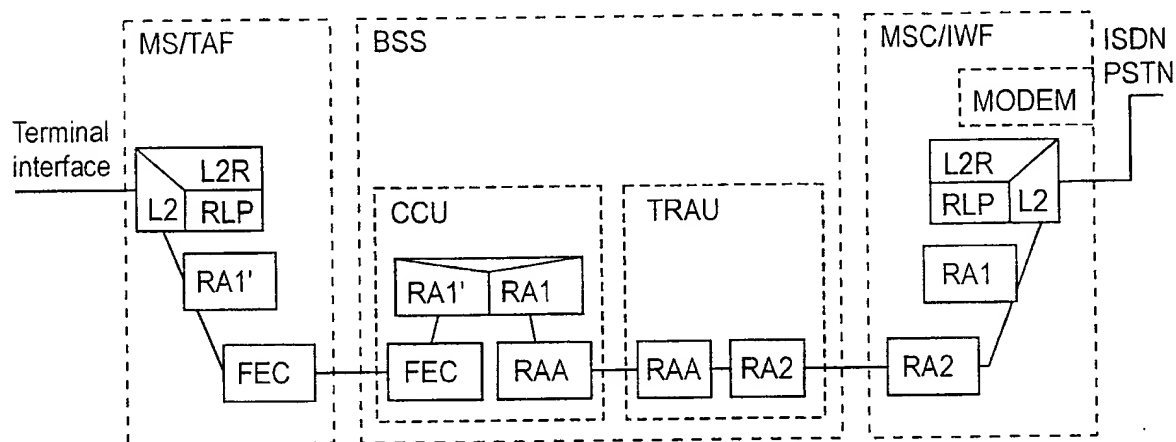 MS/TAF
BSS
MSC/IWF
ISDN
PSTN
MODEM
Terminal
interface
L2R
L2
RLP
L2R
RLP
L2
CCU
TRAU
RA1'
RA1'
RA1
RA1
FEC
FEC
RAA
RAA
RA2
RA2